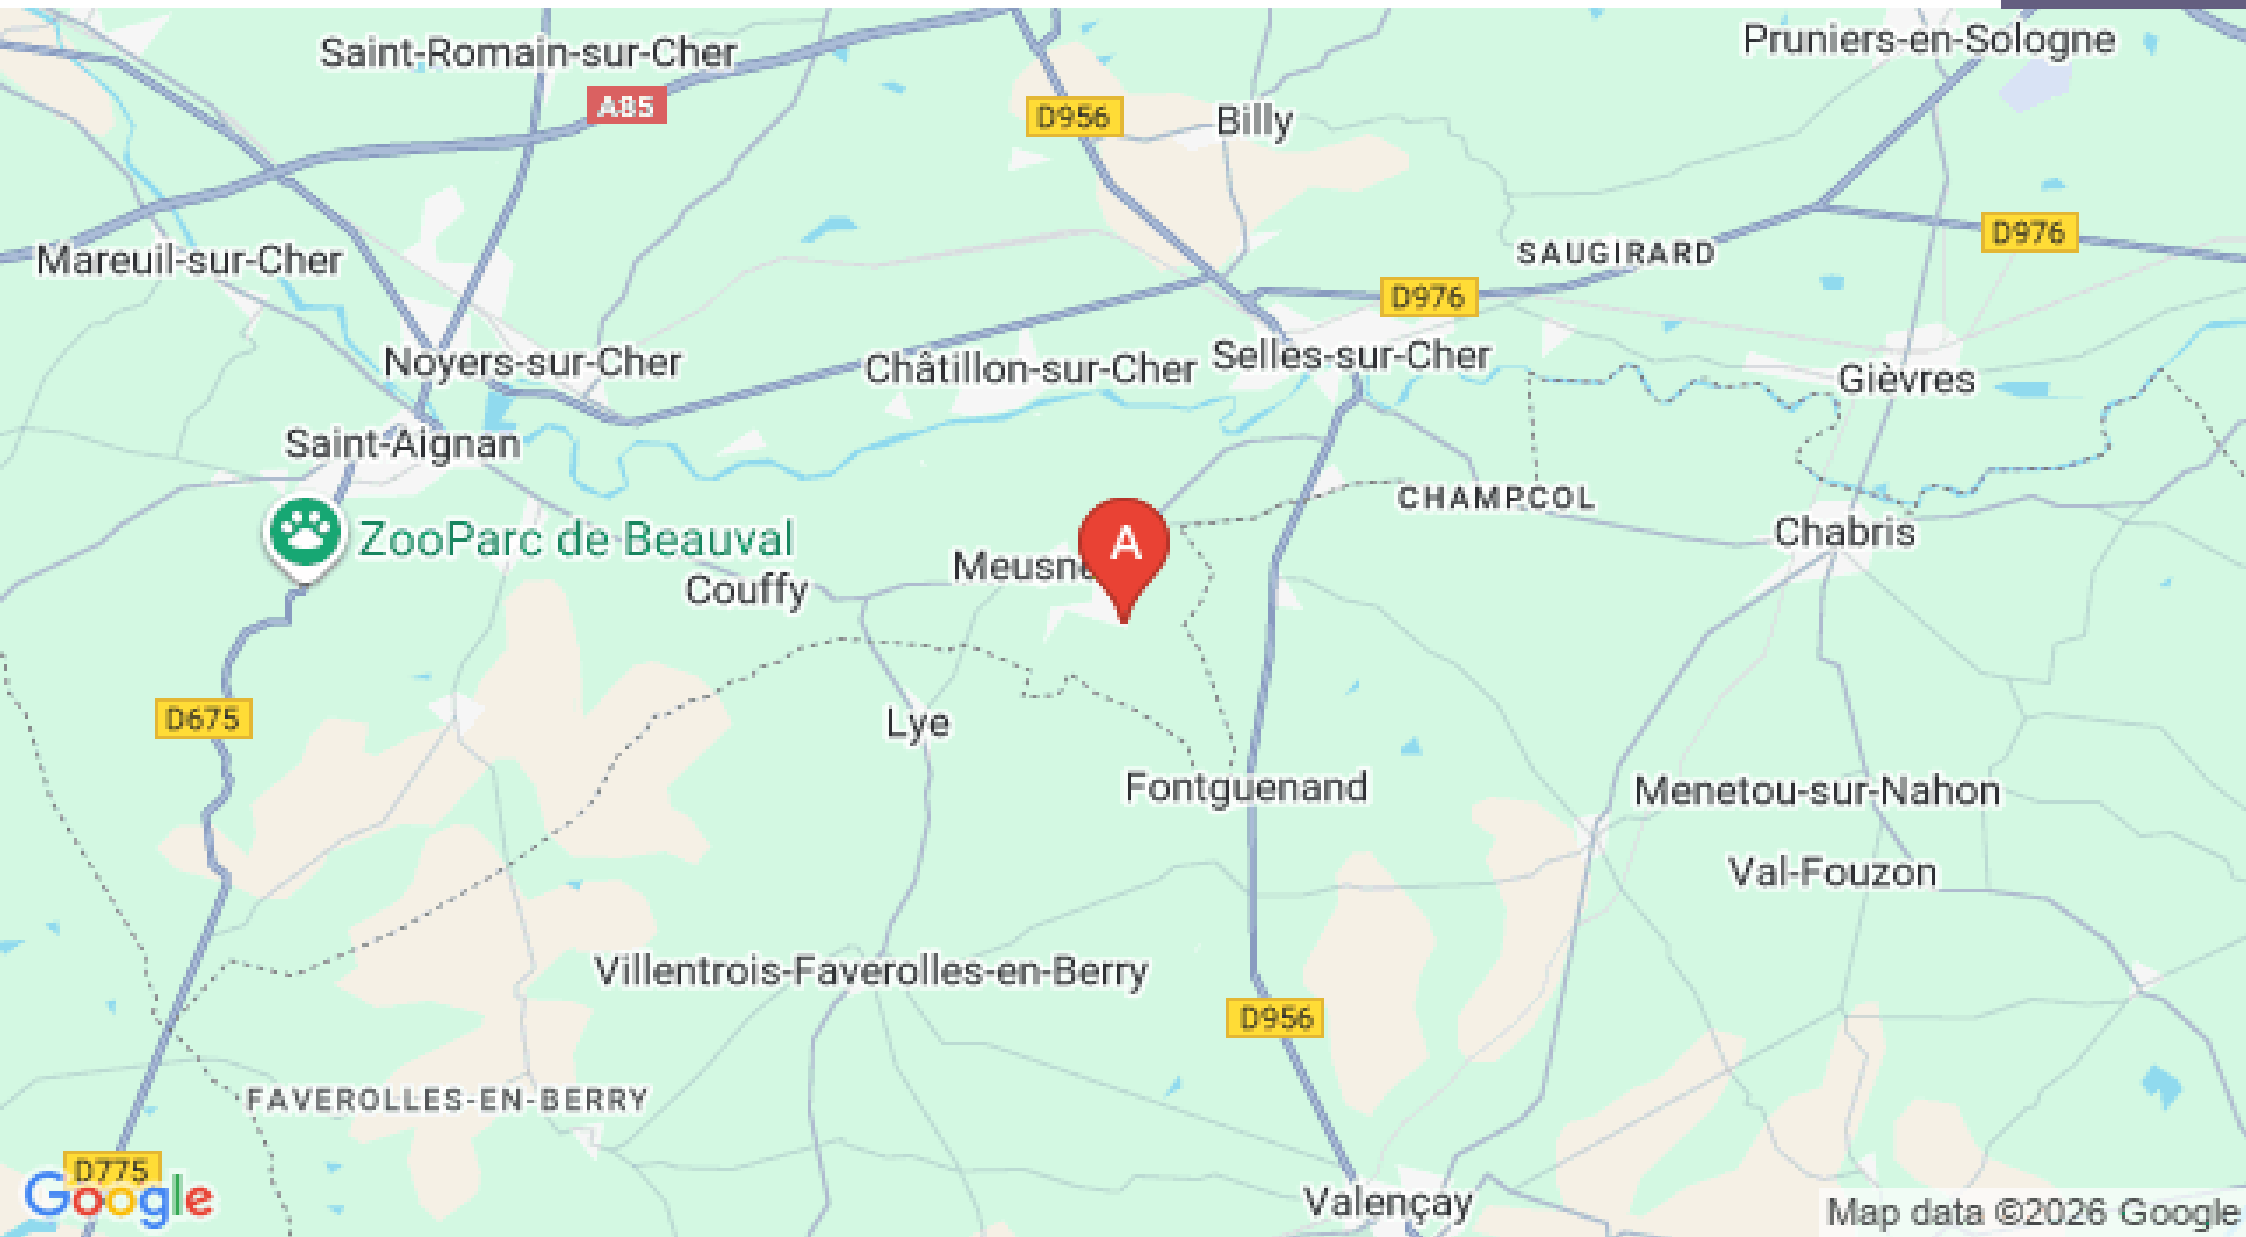 Saint-Romain-sur-Cher
Pruniers-en-Sologne
A85
D956
Billy
D976
SAUGIRARD
Mareuil-sur-Cher
D976
Noyers-sur-Cher
Châtillon-sur-Cher
Selles-sur-Cher
Gièvres
Saint-Aignan
CHAMPCOL
ZooParc de Beauval
Chabris
A
Couffy
D675
Lye
Fontguenand
Menetou-sur-Nahon
Val-Fouzon
Villentrois-Faverolles-en-Berry
D956
FAVEROLLES-EN-BERRY
D775
Google
Valençay
Map data ©2026 Google